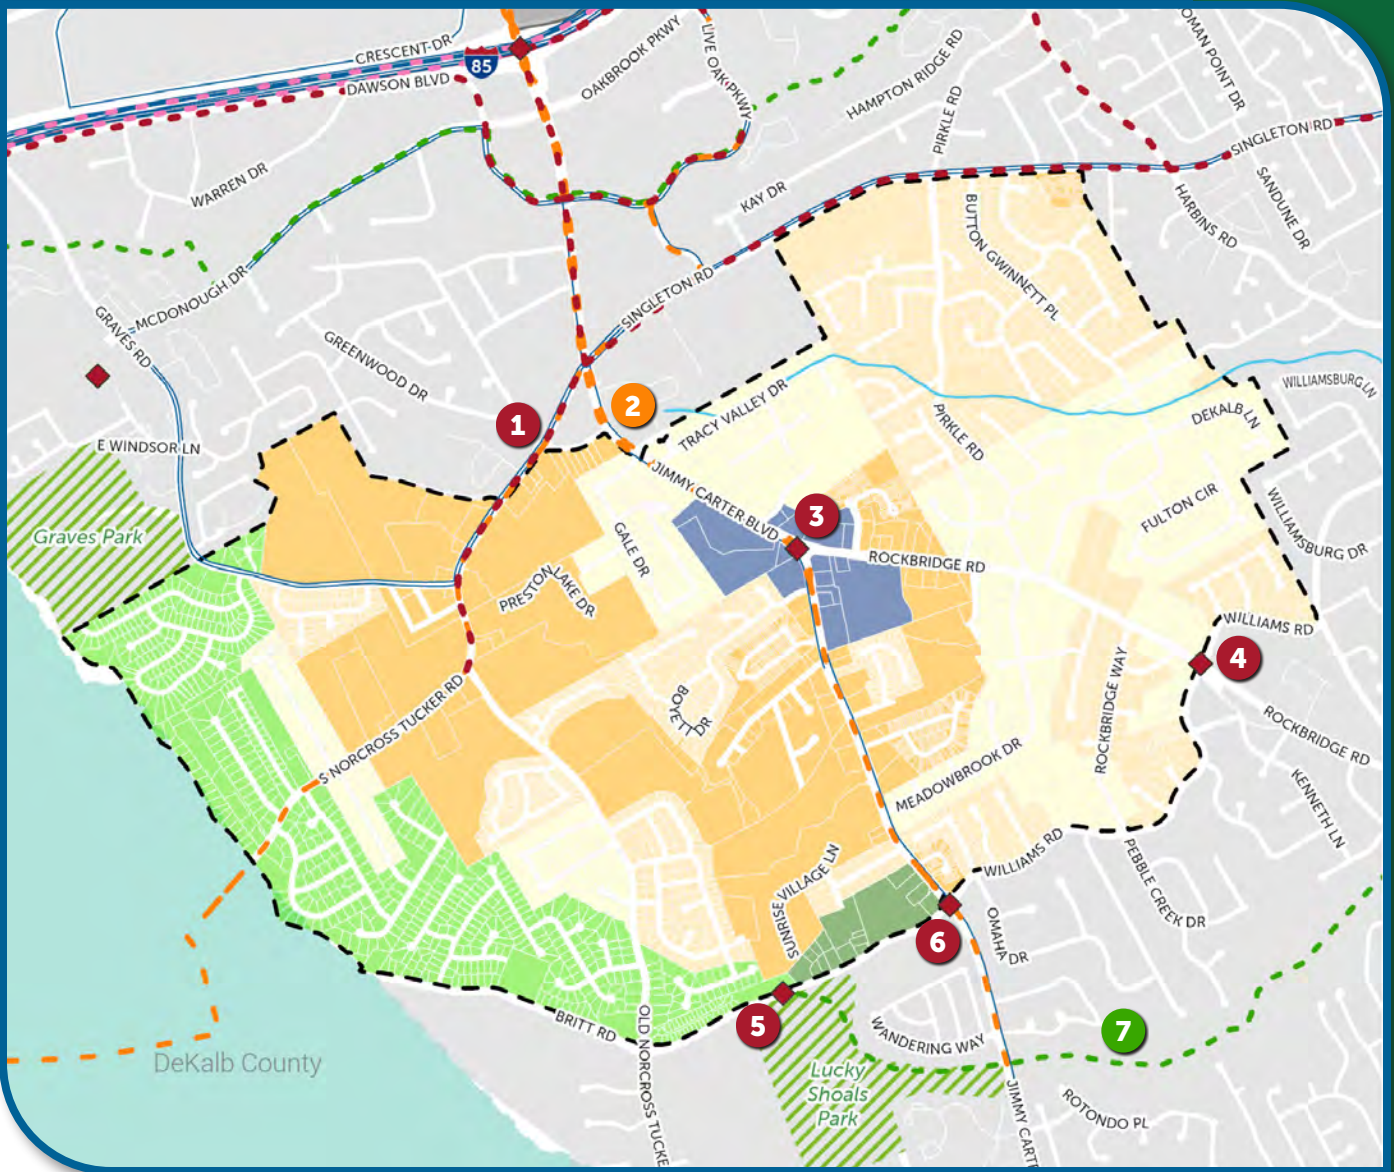 CRESCENT DR
85
DAWSON BLVD
OAKBROOK PKWY
LIVE OAK PKWY
HAMPTON RIDGE RD
PIRKLE RD
OMAN POINT DR
SINGLETON RD
WARREN DR
KAY DR
SANDUNE DR
HARBINS RD
BUTTON GWINNETT PL
MCDONOUGH DR
GRAVES RD
SINGLETON RD
GREENWOOD DR
WILLIAMSBURG LN
1
2
TRACY VALLEY DR
PIRKLE RD
DEKALB LN
E WINDSOR LN
JIMMY CARTER BLVD
3
FULTON CIR
WILLIAMSBURG DR
Graves Park
GALE DR
ROCKBRIDGE RD
PRESTON
LAKE DR
WILLIAMS RD
4
BOYELL
DR
ROCKBRIDGE WAY
S NORCROSS TUCKER RD
ROCKBRIDGE RD
MEADOWBROOK DR
KENNETH LN
SUNRISE VILLAGE LN
WILLIAMS RD
PEBBLE CREEK DR
6
OMAHA
DR
BRITT RD
OLD NORCROSS TUCKE
5
WANDERING WAY
7
DeKalb County
Lucky
Shoals
Park
JIMMY CART
ROTONDO PL